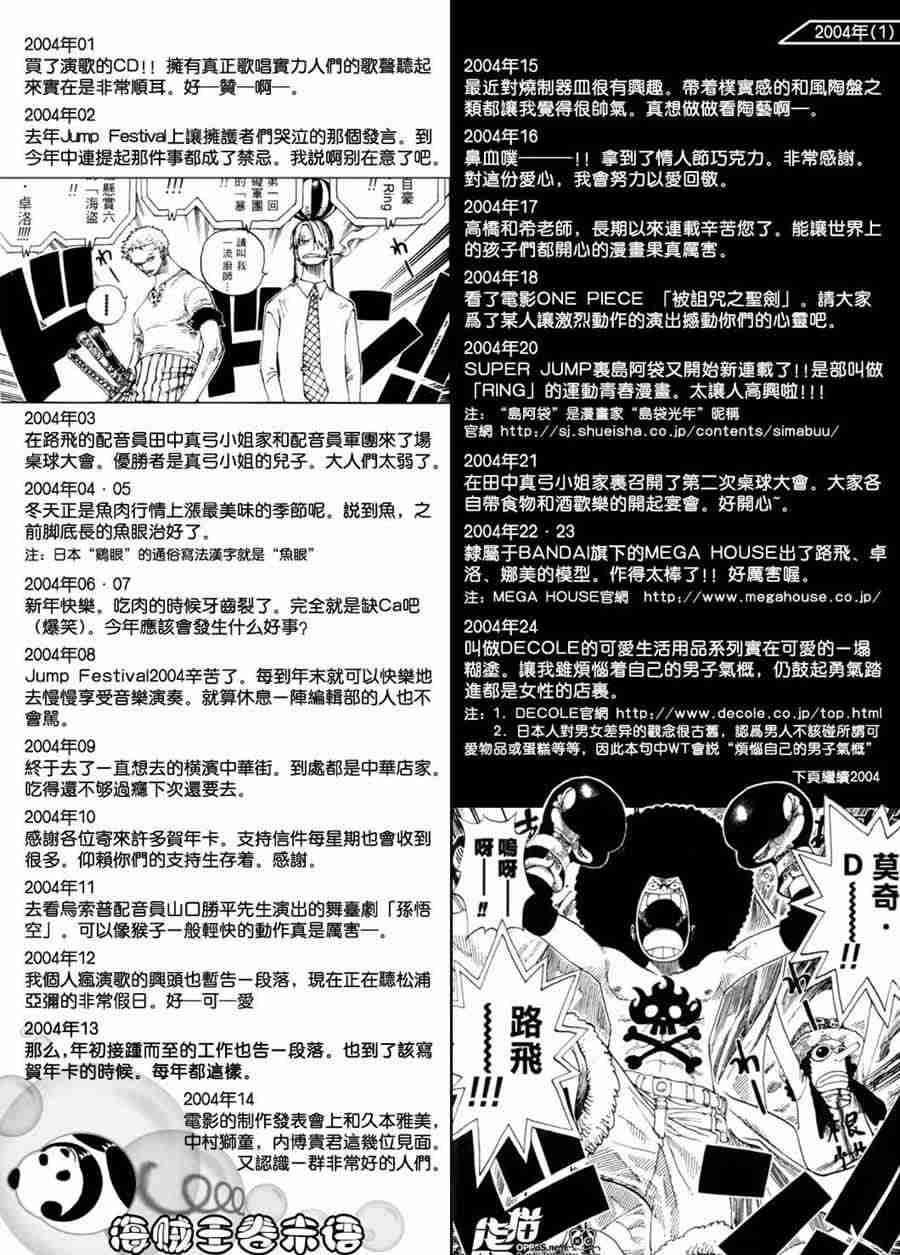 2004年(1)
2004年01
買了演歌的CD!! 擁有真正歌唱實力人們的歌聲聽起
來實在是非常順耳。好—贊—啊—。
2004年02
去年Jump Festival上讓擁護者們哭泣的那個發言。到
今年中連提起那件事都成了禁忌。我説啊别在意了吧。
懸賞六
的「海盜
卓洛!!!!
第一回
礙軍團
的「暴
自豪
Ring
請叫我
一流廚師…
2004年03
在路飛的配音員田中真弓小姐家和配音員軍團來了場
桌球大會。優勝者是真弓小姐的兒子。大人們太弱了。
2004年04·05
冬天正是魚肉行情上漲最美味的季節呢。説到魚，之
前脚底長的魚眼治好了。
注：日本“鷄眼”的通俗寫法漢字就是“魚眼”
2004年06·07
新年快樂。吃肉的時候牙齒裂了。完全就是缺Ca吧
（爆笑）。今年應該會發生什么好事?
2004年08
Jump Festival2004辛苦了。每到年末就可以快樂地
去慢慢享受音樂演奏。就算休息一陣編輯部的人也不
會駡。
2004年09
終于去了一直想去的橫濱中華街。到處都是中華店家。
吃得還不够過癮下次還要去。
2004年10
感謝各位寄來許多賀年卡。支持信件每星期也會收到
很多。仰賴你們的支持生存着。感謝。
2004年11
去看烏索普配音員山口勝平先生演出的舞臺劇「孫悟
空」。可以像猴子一般輕快的動作真是厲害—。
2004年12
我個人瘋演歌的興頭也暫告一段落，現在正在聽松浦
亞彌的非常假日。好—可—愛
2004年13
那么,年初接踵而至的工作也告一段落。也到了該寫
賀年卡的時候。每年都這樣。
2004年14
電影的制作發表會上和久本雅美，
中村獅童，内博貴君這幾位見面。
又認識一群非常好的人們。
海贼王卷末语
2004年15
最近對燒制器皿很有興趣。帶着樸實感的和風陶盤之
類都讓我覺得很帥氣。真想做做看陶藝啊—。
2004年16
鼻血噗———!! 拿到了情人節巧克力。非常感謝。
對這份愛心，我會努力以愛回敬。
2004年17
高橋和希老師，長期以來連載辛苦您了。能讓世界上
的孩子們都開心的漫畫果真厲害。
2004年18
看了電影ONE PIECE 「被詛咒之聖劍」。請大家
爲了某人讓激烈動作的演出撼動你們的心靈吧。
2004年20
SUPER JUMP裏島阿袋又開始新連載了!!是部叫做
「RING」的運動青春漫畫。太讓人高興啦!!!
注：“島阿袋”是漫畫家“島袋光年”昵稱
官網 http://sj.shueisha.co.jp/contents/simabuu/
2004年21
在田中真弓小姐家裏召開了第二次桌球大會。大家各
自帶食物和酒歡樂的開起宴會。好開心~
2004年22·23
隸屬于BANDAI旗下的MEGA HOUSE出了路飛、卓
洛、娜美的模型。作得太棒了!! 好厲害喔。
注：MEGA HOUSE官網 http://www.megahouse.co.jp/
2004年24
叫做DECOLE的可愛生活用品系列實在可愛的一塌
糊塗。讓我雖煩惱着自己的男子氣概，仍鼓起勇氣踏
進都是女性的店裏。
注：1. DECOLE官網 http://www.decole.co.jp/top.html
2. 日本人對男女差异的觀念很古舊，認爲男人不該碰所謂可
愛物品或蛋糕等等，因此本句中WT會説“煩惱自己的男子氣概”
下頁繼續2004
莫奇·
D~~~!!
嗚呀——
呀——!!
路飛
~~~!!!